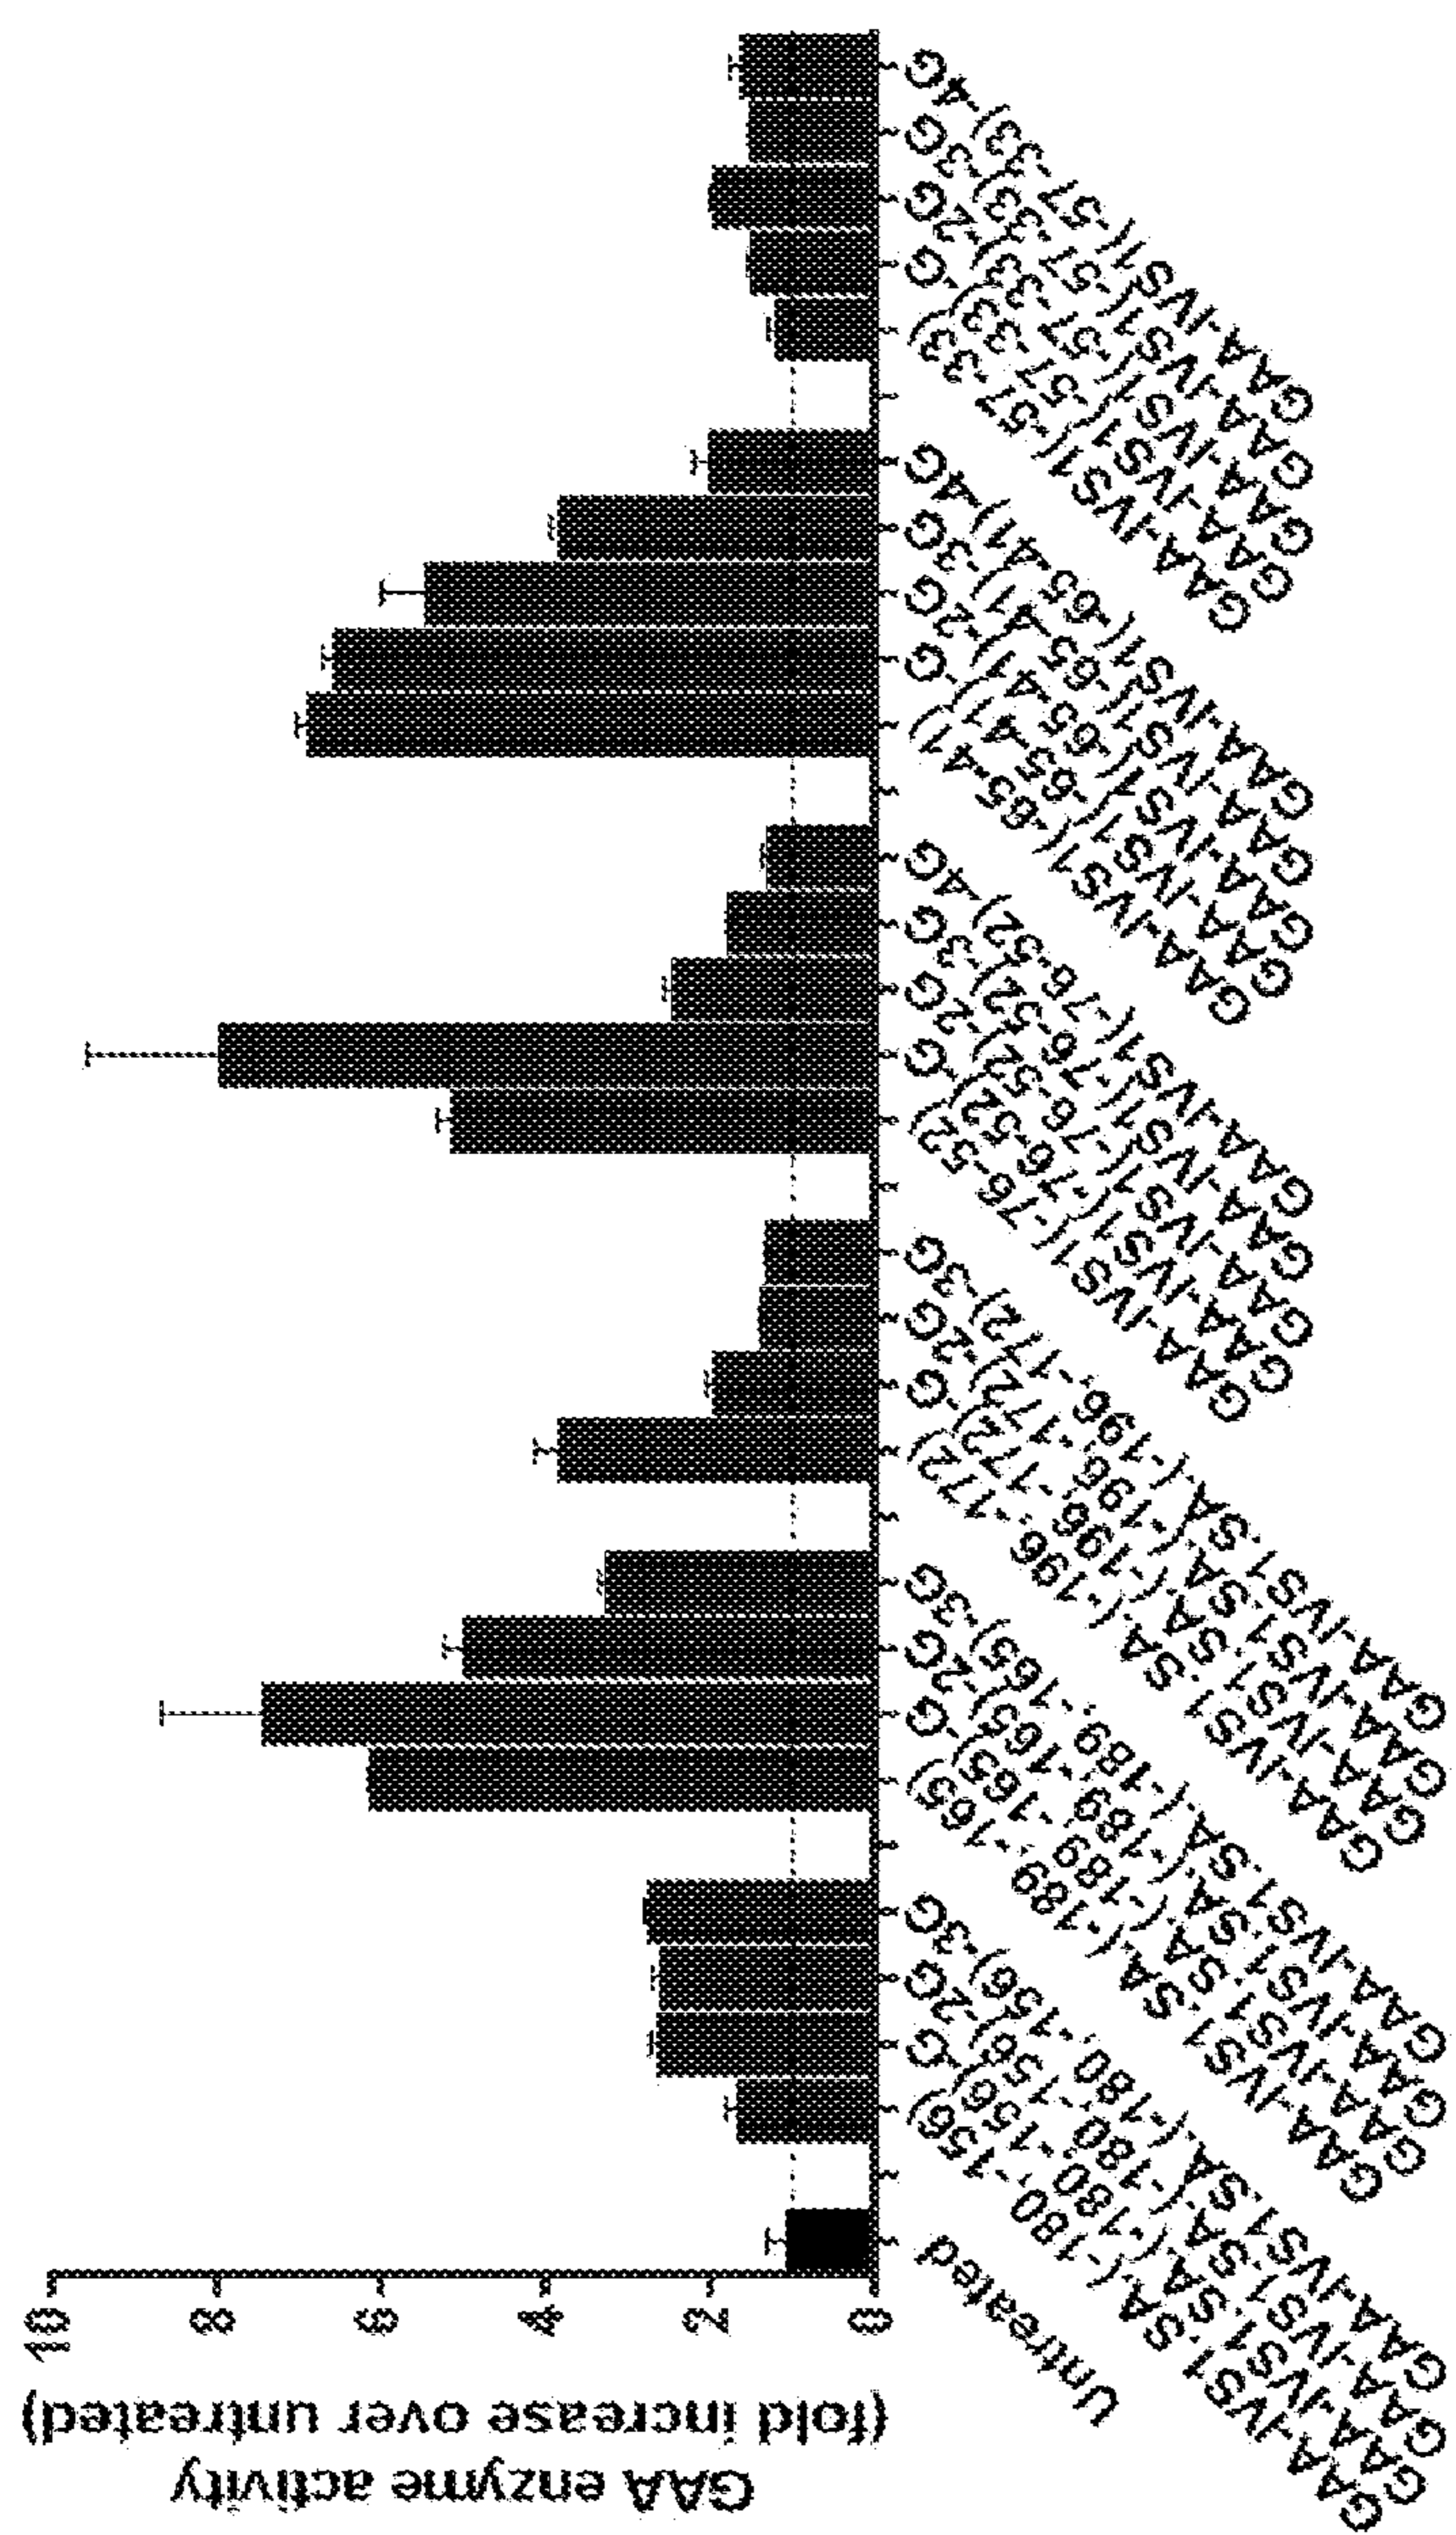 GAA enzyme activity
(fold increase over untreated)
10
8
6
4
2
0
Untreated
GAA-IVS1.SA.(-180,-156)
GAA-IVS1.SA.(-180,-156)-G
GAA-IVS1.SA.(-180,-156)-2G
GAA-IVS1.SA.(-180,-156)-3G
GAA-IVS1.SA.(-189,-165)
GAA-IVS1.SA.(-189,-165)-G
GAA-IVS1.SA.(-189,-165)-2G
GAA-IVS1.SA.(-189,-165)-3G
GAA-IVS1.SA.(-196,-172)
GAA-IVS1.SA.(-196,-172)-G
GAA-IVS1.SA.(-196,-172)-2G
GAA-IVS1.SA.(-196,-172)-3G
GAA-IVS1(-76-52)
GAA-IVS1(-76-52)-G
GAA-IVS1(-76-52)-2G
GAA-IVS1(-76-52)-3G
GAA-IVS1(-76-52)-4G
GAA-IVS1(-65-41)
GAA-IVS1(-65-41)-G
GAA-IVS1(-65-41)-2G
GAA-IVS1(-65-41)-3G
GAA-IVS1(-65-41)-4G
GAA-IVS1(-57-33)
GAA-IVS1(-57-33)-G
GAA-IVS1(-57-33)-2G
GAA-IVS1(-57-33)-3G
GAA-IVS1(-57-33)-4G